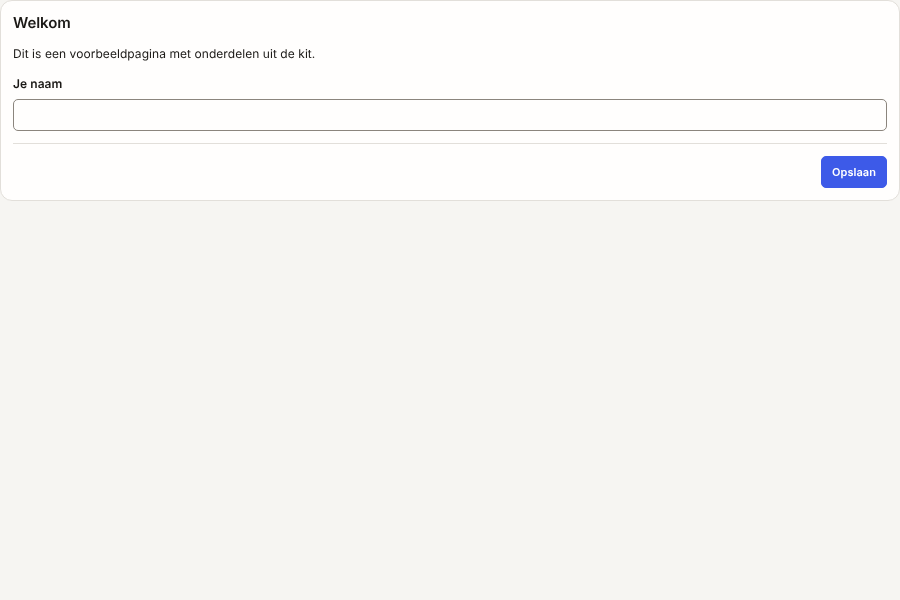 Welkom
Dit is een voorbeeldpagina met onderdelen uit de kit.
Je naam
Opslaan